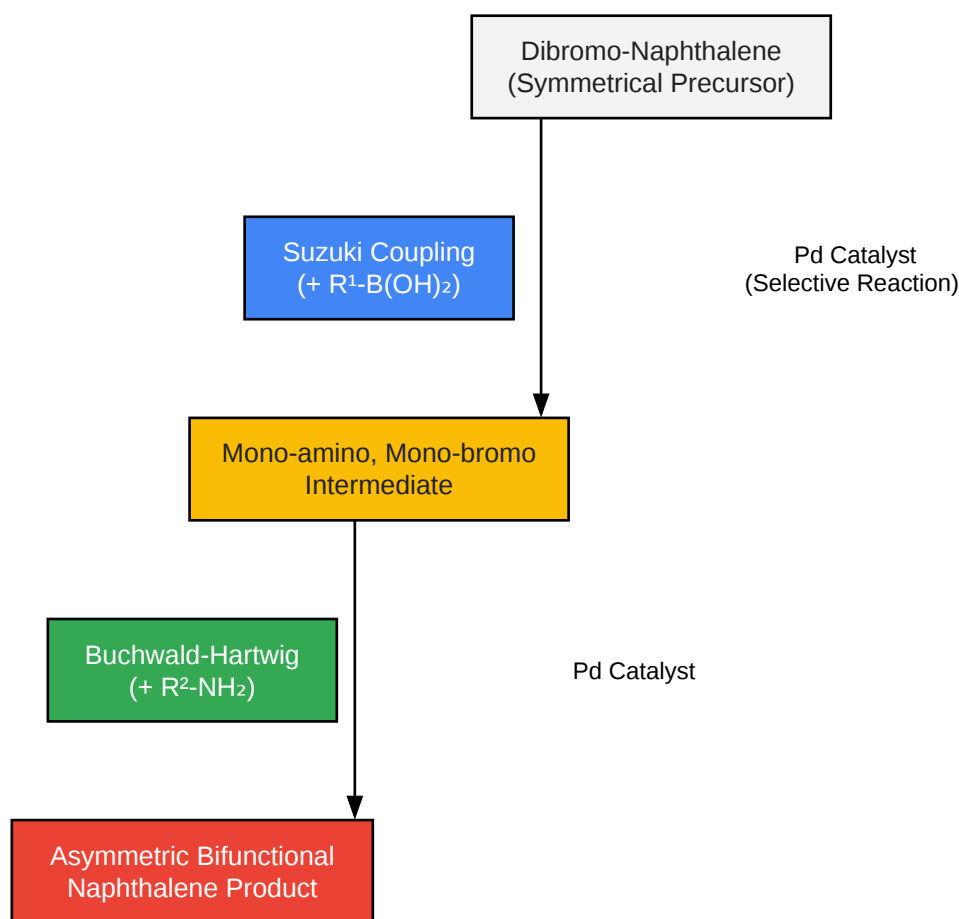 Dibromo-Naphthalene
(Symmetrical Precursor)
Suzuki Coupling
(+ R¹-B(OH)₂)
Pd Catalyst
(Selective Reaction)
Mono-amino, Mono-bromo
Intermediate
Buchwald-Hartwig
(+ R²-NH₂)
Pd Catalyst
Asymmetric Bifunctional
Naphthalene Product